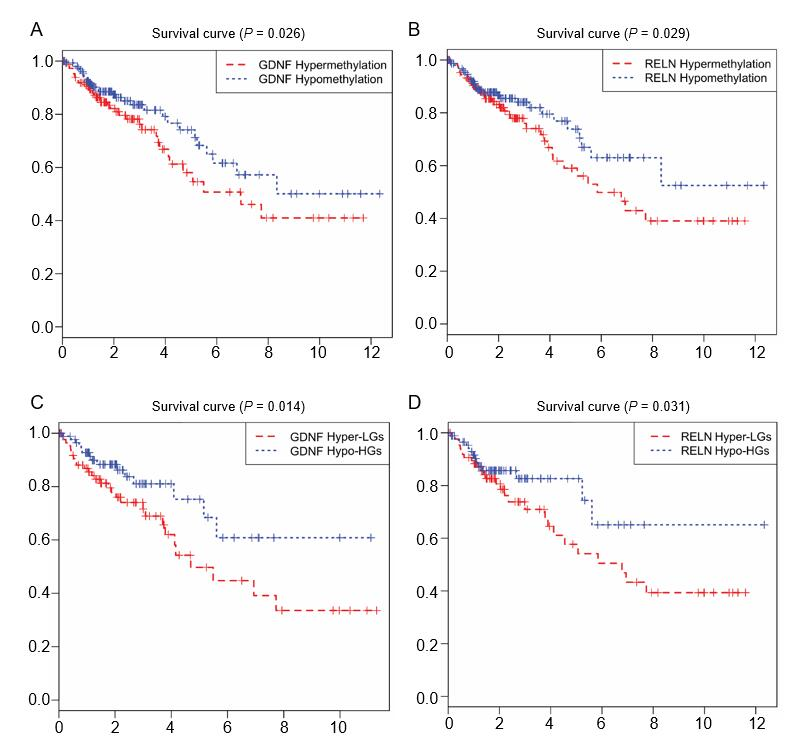 A
Survival curve (P = 0.026)
GDNF Hypermethylation
GDNF Hypomethylation
1.0
0.8
0.6
0.4
0.2
0.0
0 2 4 6 8 10 12
B
Survival curve (P = 0.029)
RELN Hypermethylation
RELN Hypomethylation
1.0
0.8
0.6
0.4
0.2
0.0
0 2 4 6 8 10 12
C
Survival curve (P = 0.014)
GDNF Hyper-LGs
GDNF Hypo-HGs
1.0
0.8
0.6
0.4
0.2
0.0
0 2 4 6 8 10
D
Survival curve (P = 0.031)
RELN Hyper-LGs
RELN Hypo-HGs
1.0
0.8
0.6
0.4
0.2
0.0
0 2 4 6 8 10 12